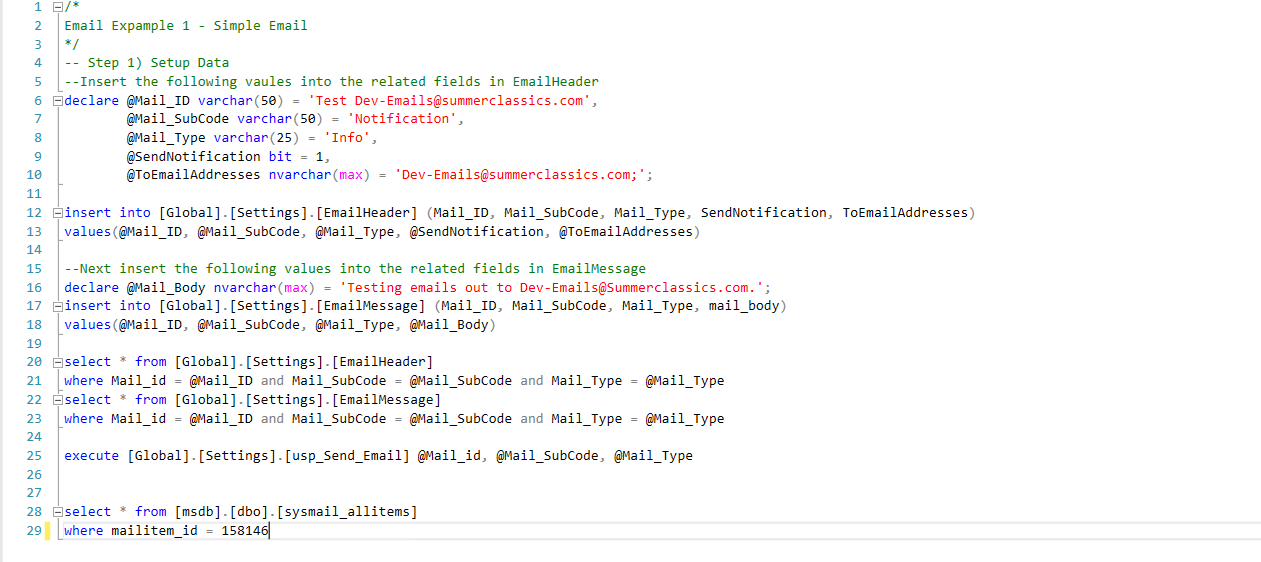 1 /*
2 Email Expample 1 - Simple Email
3 */
4 -- Step 1) Setup Data
5 --Insert the following vaules into the related fields in EmailHeader
6 declare @Mail_ID varchar(50) = 'Test Dev-Emails@summerclassics.com',
7 @Mail_SubCode varchar(50) = 'Notification',
8 @Mail_Type varchar(25) = 'Info',
9 @SendNotification bit = 1,
10 @ToEmailAddresses nvarchar(max) = 'Dev-Emails@summerclassics.com;';
11
12 insert into [Global].[Settings].[EmailHeader] (Mail_ID, Mail_SubCode, Mail_Type, SendNotification, ToEmailAddresses)
13 values(@Mail_ID, @Mail_SubCode, @Mail_Type, @SendNotification, @ToEmailAddresses)
14
15 --Next insert the following values into the related fields in EmailMessage
16 declare @Mail_Body nvarchar(max) = 'Testing emails out to Dev-Emails@Summerclassics.com.';
17 insert into [Global].[Settings].[EmailMessage] (Mail_ID, Mail_SubCode, Mail_Type, mail_body)
18 values(@Mail_ID, @Mail_SubCode, @Mail_Type, @Mail_Body)
19
20 select * from [Global].[Settings].[EmailHeader]
21 where Mail_id = @Mail_ID and Mail_SubCode = @Mail_SubCode and Mail_Type = @Mail_Type
22 select * from [Global].[Settings].[EmailMessage]
23 where Mail_id = @Mail_ID and Mail_SubCode = @Mail_SubCode and Mail_Type = @Mail_Type
24
25 execute [Global].[Settings].[usp_Send_Email] @Mail_id, @Mail_SubCode, @Mail_Type
26
27
28 select * from [msdb].[dbo].[sysmail_allitems]
29 where mailitem_id = 158146